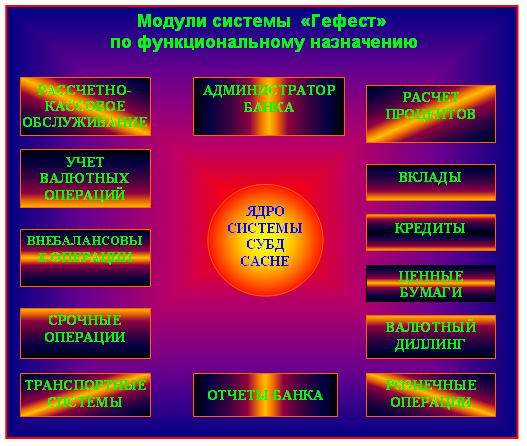 Модули системы «Гефест»
по функциональному назначению
РАССЧЕТНО-
КАССОВОЕ
ОБСЛУЖИВАНИЕ
АДМИНИСТРАТОР
БАНКА
РАСЧЕТ
ПРОЦЕНТОВ
УЧЕТ
ВАЛЮТНЫХ
ОПЕРАЦИЙ
ВКЛАДЫ
ЯДРО
СИСТЕМЫ
СУБД
CACHE
КРЕДИТЫ
ВНЕБАЛАНСОВЫ
Е ОПЕРАЦИИ
ЦЕННЫЕ
БУМАГИ
СРОЧНЫЕ
ОПЕРАЦИИ
ВАЛЮТНЫЙ
ДИЛЛИНГ
ТРАНСПОРТНЫЕ
СИСТЕМЫ
ОТЧЕТЫ БАНКА
РОЗНЕЧНЫЕ
ОПЕРАЦИИ